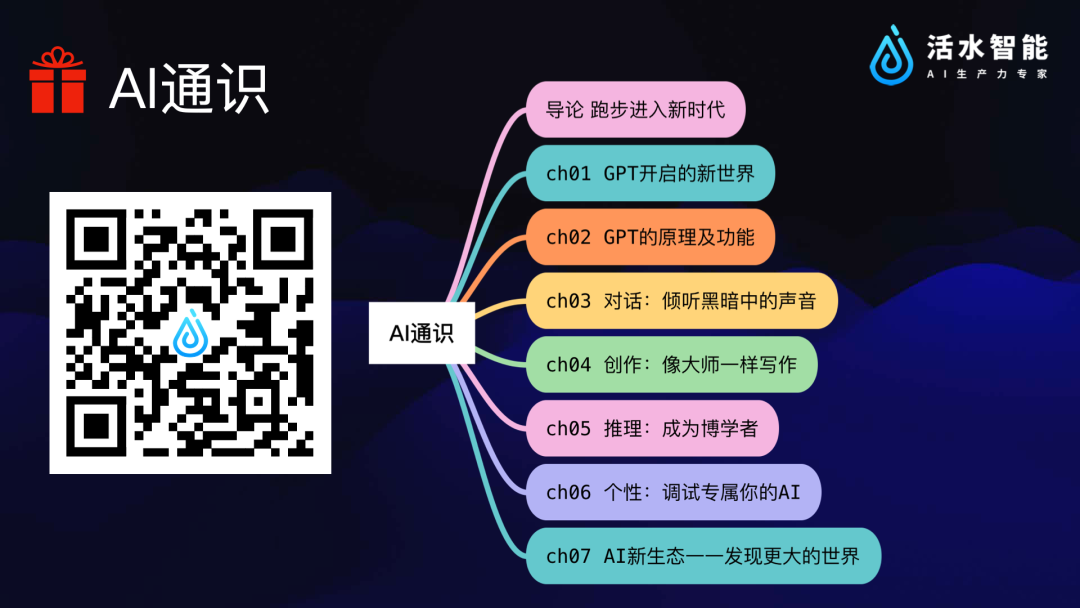 AI通识
活水智能
AI生产力专家
导论 跑步进入新时代
ch01 GPT开启的新世界
ch02 GPT的原理及功能
ch03 对话：倾听黑暗中的声音
AI通识
ch04 创作：像大师一样写作
ch05 推理：成为博学者
ch06 个性：调试专属你的AI
ch07 AI新生态——发现更大的世界